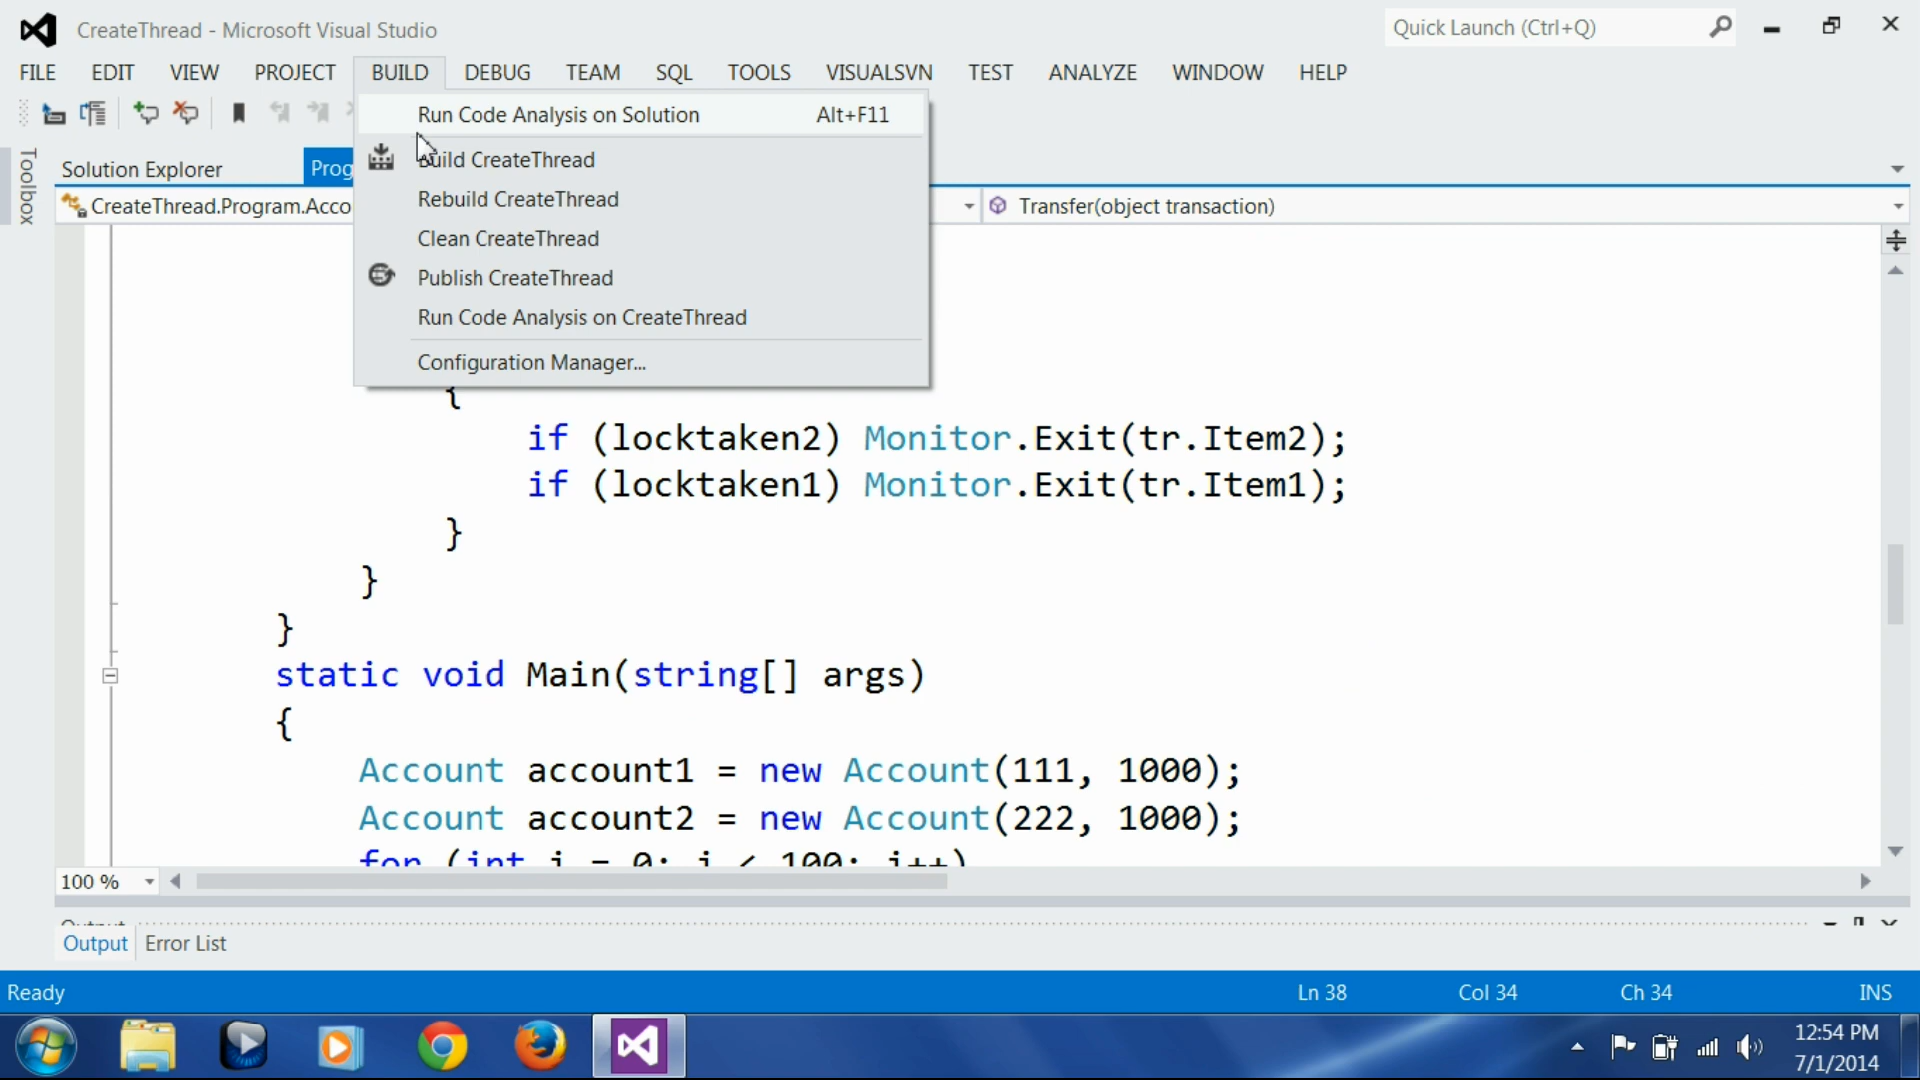 CreateThread - Microsoft Visual Studio
Quick Launch (Ctrl+Q)
FILE EDIT VIEW PROJECT BUILD DEBUG TEAM SQL TOOLS VISUALSVN TEST ANALYZE WINDOW HELP
Run Code Analysis on Solution Alt+F11
Build CreateThread
Rebuild CreateThread
Clean CreateThread
Publish CreateThread
Run Code Analysis on CreateThread
Configuration Manager...
Toolbox
Solution Explorer Prog
CreateThread.Program.Acco Transfer(object transaction)
{
if (locktaken2) Monitor.Exit(tr.Item2);
if (locktaken1) Monitor.Exit(tr.Item1);
}
}
}
static void Main(string[] args)
{
Account account1 = new Account(111, 1000);
Account account2 = new Account(222, 1000);
for (int i = 0; i < 100; i++)
100 %
Output
Output Error List
Ready Ln 38 Col 34 Ch 34 INS
12:54 PM
7/1/2014